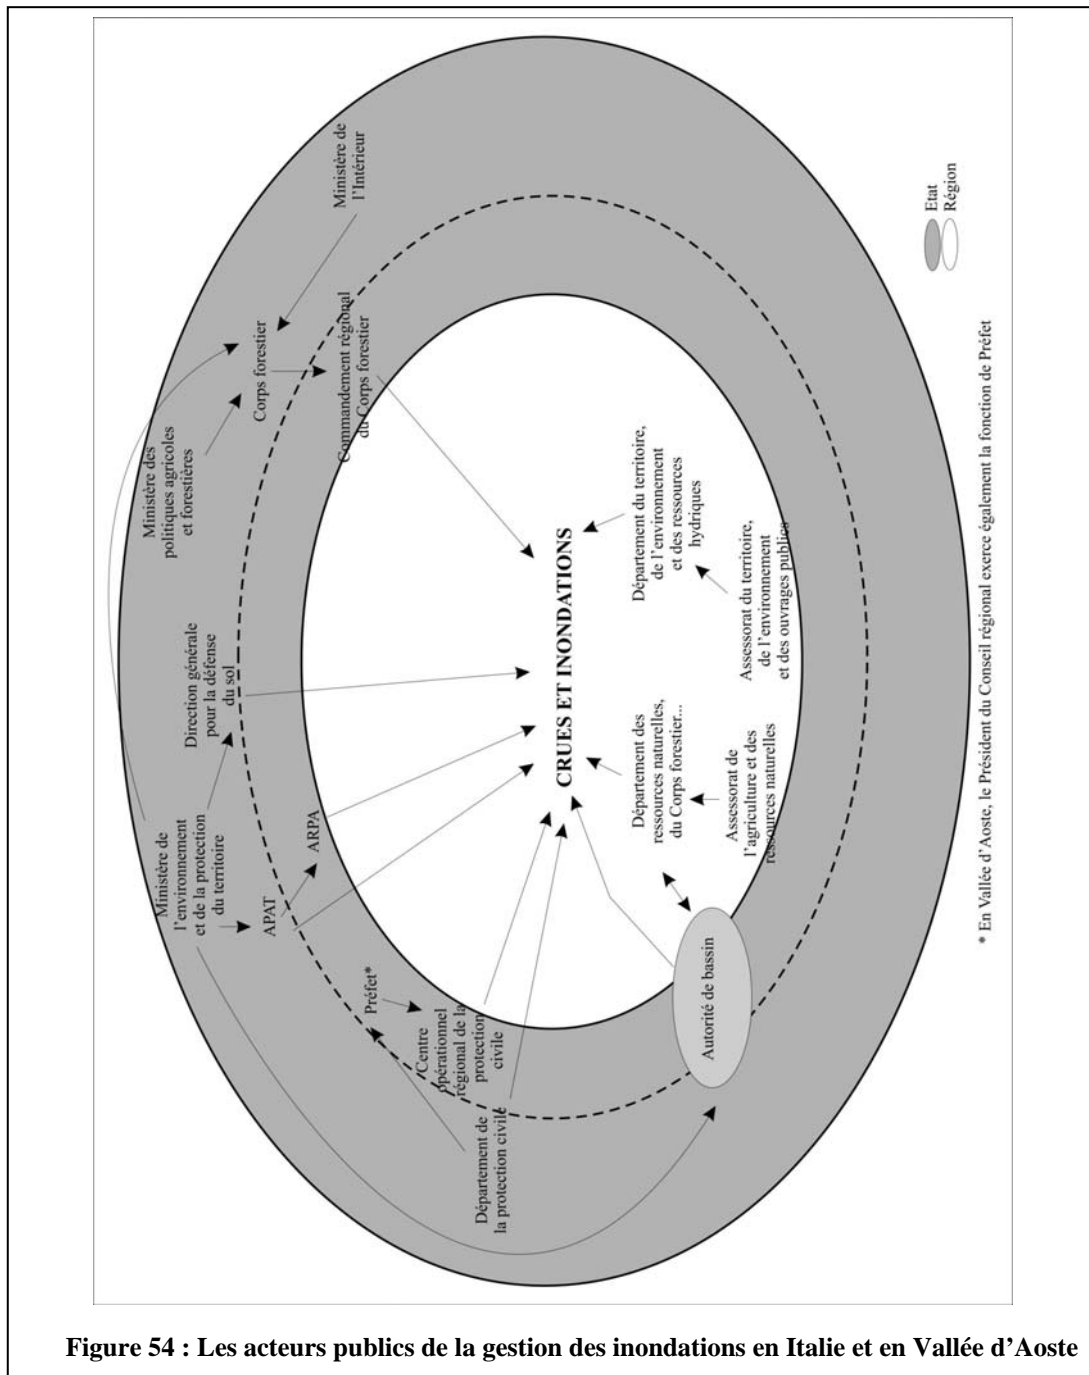 Ministère de
l'environnement
et de la protection
du territoire
Direction générale
pour la défense
du sol
Ministère des
politiques agricoles
et forestières
Corps forestier
Ministère de
l'Intérieur
APAT
ARPA
Commandement régional
du Corps forestier
Préfet*
Centre
opérationnel
régional de la
protection
civile
Département de
la protection civile
CRUES ET INONDATIONS
Autorité de bassin
Département des
ressources naturelles,
du Corps forestier...
Assessorat de
l'agriculture et des
ressources naturelles
Département du territoire,
de l'environnement
et des ressources
hydriques
Assessorat du territoire,
de l'environnement
et des ouvrages publics
Etat
Région
* En Vallée d'Aoste, le Président du Conseil régional exerce également la fonction de Préfet
Figure 54 : Les acteurs publics de la gestion des inondations en Italie et en Vallée d'Aoste